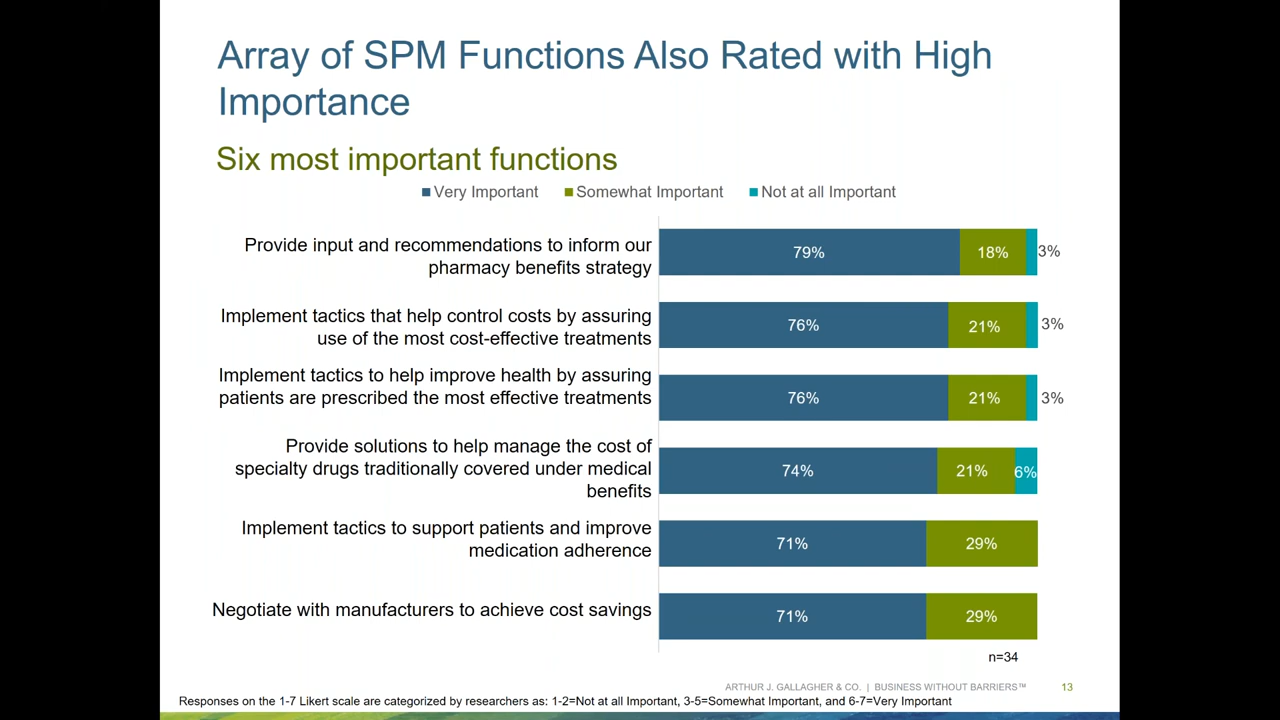 Array of SPM Functions Also Rated with High
Importance
Six most important functions
Very Important Somewhat Important Not at all Important
Provide input and recommendations to inform our
pharmacy benefits strategy
79% 18% 3%
Implement tactics that help control costs by assuring
use of the most cost-effective treatments
76% 21% 3%
Implement tactics to help improve health by assuring
patients are prescribed the most effective treatments
76% 21% 3%
Provide solutions to help manage the cost of
specialty drugs traditionally covered under medical
benefits
74% 21% 6%
Implement tactics to support patients and improve
medication adherence
71% 29%
Negotiate with manufacturers to achieve cost savings
71% 29%
n=34
ARTHUR J. GALLAGHER & CO. | BUSINESS WITHOUT BARRIERS™ 13
Responses on the 1-7 Likert scale are categorized by researchers as: 1-2=Not at all Important, 3-5=Somewhat Important, and 6-7=Very Important